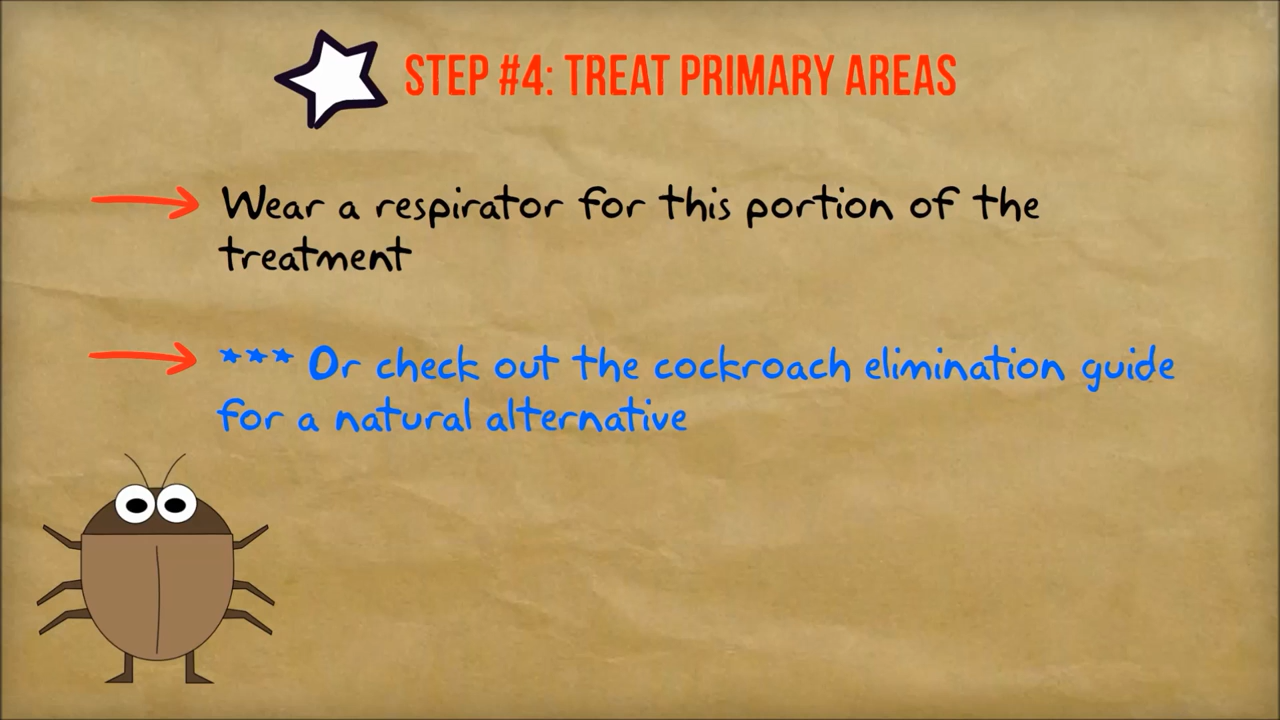 STEP #4: TREAT PRIMARY AREAS
Wear a respirator for this portion of the
treatment
*** Or check out the cockroach elimination guide
for a natural alternative